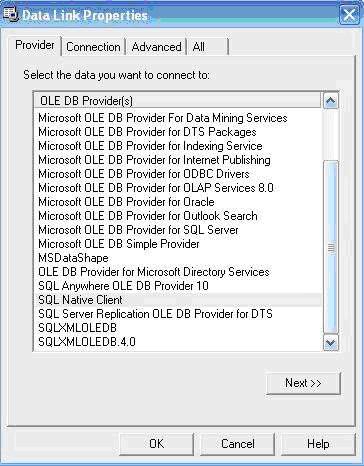 Data Link Properties
Provider Connection Advanced All
Select the data you want to connect to:
OLE DB Provider(s)
Microsoft OLE DB Provider For Data Mining Services
Microsoft OLE DB Provider for DTS Packages
Microsoft OLE DB Provider for Indexing Service
Microsoft OLE DB Provider for Internet Publishing
Microsoft OLE DB Provider for ODBC Drivers
Microsoft OLE DB Provider for OLAP Services 8.0
Microsoft OLE DB Provider for Oracle
Microsoft OLE DB Provider for Outlook Search
Microsoft OLE DB Provider for SQL Server
Microsoft OLE DB Simple Provider
MSDataShape
OLE DB Provider for Microsoft Directory Services
SQL Anywhere OLE DB Provider 10
SQL Native Client
SQL Server Replication OLE DB Provider for DTS
SQLXMLOLEDB
SQLXMLOLEDB.4.0
Next >>
OK Cancel Help